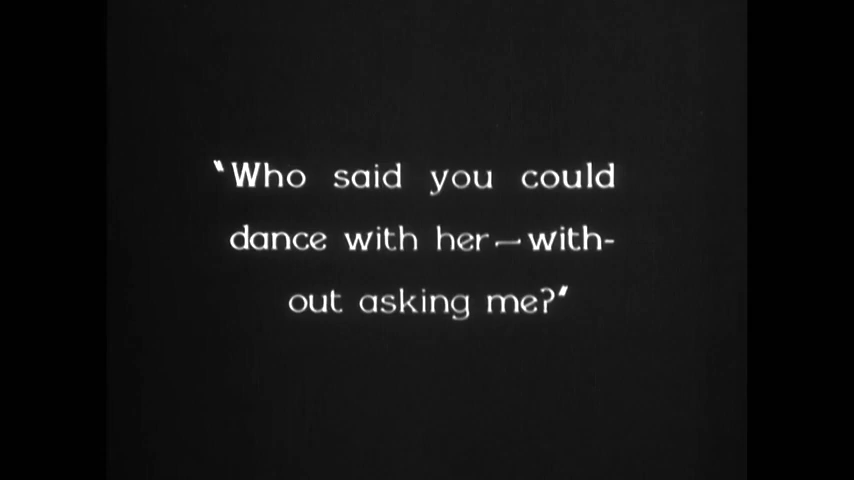 "Who said you could
dance with her—with-
out asking me?"